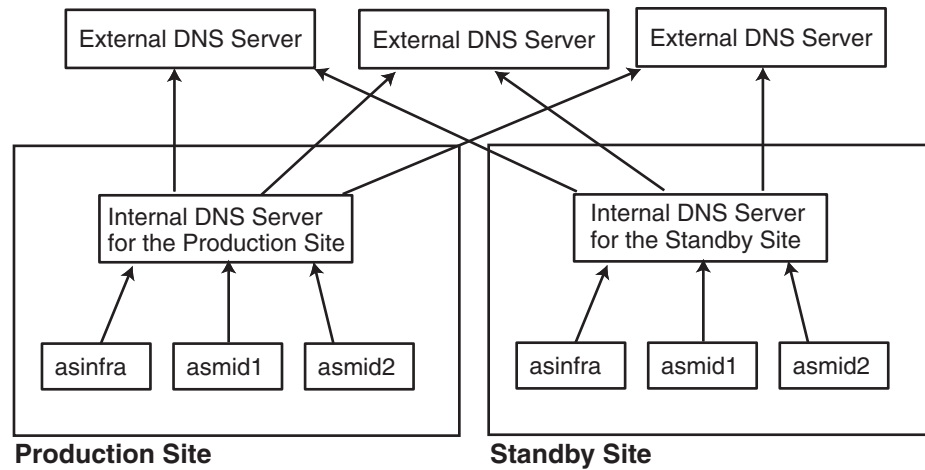 External DNS Server
External DNS Server
External DNS Server
Internal DNS Server
for the Production Site
Internal DNS Server
for the Standby Site
asinfra
asmid1
asmid2
asinfra
asmid1
asmid2
Production Site
Standby Site